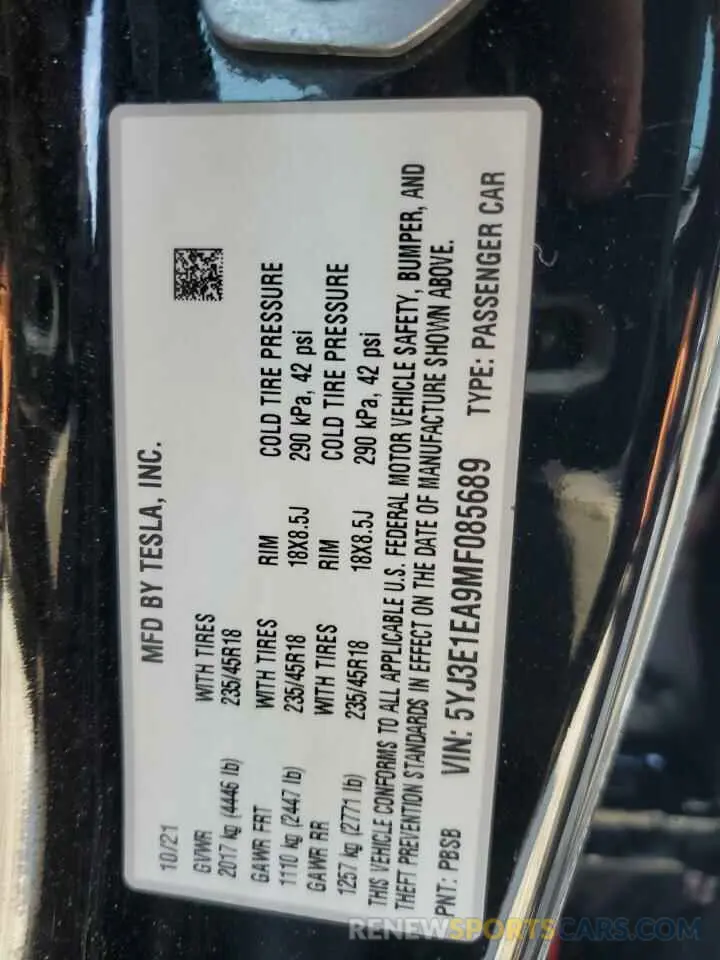 MFD BY TESLA, INC.
10/21
GVWR WITH TIRES
2017 kg (4446 lb) 235/45R18
GAWR FRT WITH TIRES RIM COLD TIRE PRESSURE
1110 kg (2447 lb) 235/45R18 18X8.5J 290 kPa, 42 psi
GAWR RR WITH TIRES RIM COLD TIRE PRESSURE
1257 kg (2771 lb) 235/45R18 18X8.5J 290 kPa, 42 psi
THIS VEHICLE CONFORMS TO ALL APPLICABLE U.S. FEDERAL MOTOR VEHICLE SAFETY, BUMPER, AND
THEFT PREVENTION STANDARDS IN EFFECT ON THE DATE OF MANUFACTURE SHOWN ABOVE.
PNT: PBSB VIN: 5YJ3E1EA9MF085689 TYPE: PASSENGER CAR
RENEWSPORTSCARS.COM